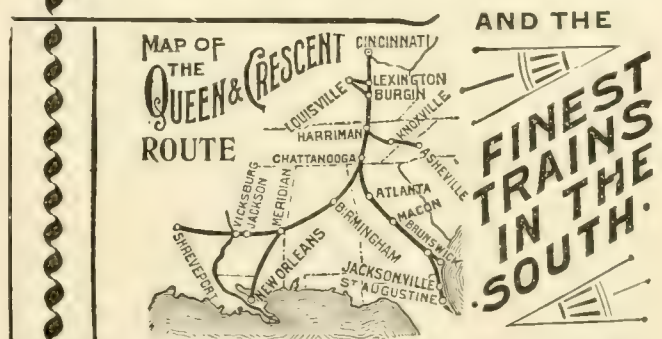 MAP OF
THE
QUEEN & CRESCENT
ROUTE
CINCINNATI
LEXINGTON
BURGIN
LOUISVILLE
HARRIMAN
KNOXVILLE
ASHEVILLE
CHATTANOOGA
ATLANTA
MACON
BRUNSWICK
VICKSBURG
JACKSON
MERIDIAN
BIRMINGHAM
SHREVEPORT
NEW ORLEANS
JACKSONVILLE
ST AUGUSTINE
AND THE
FINEST
TRAINS
IN THE
SOUTH.